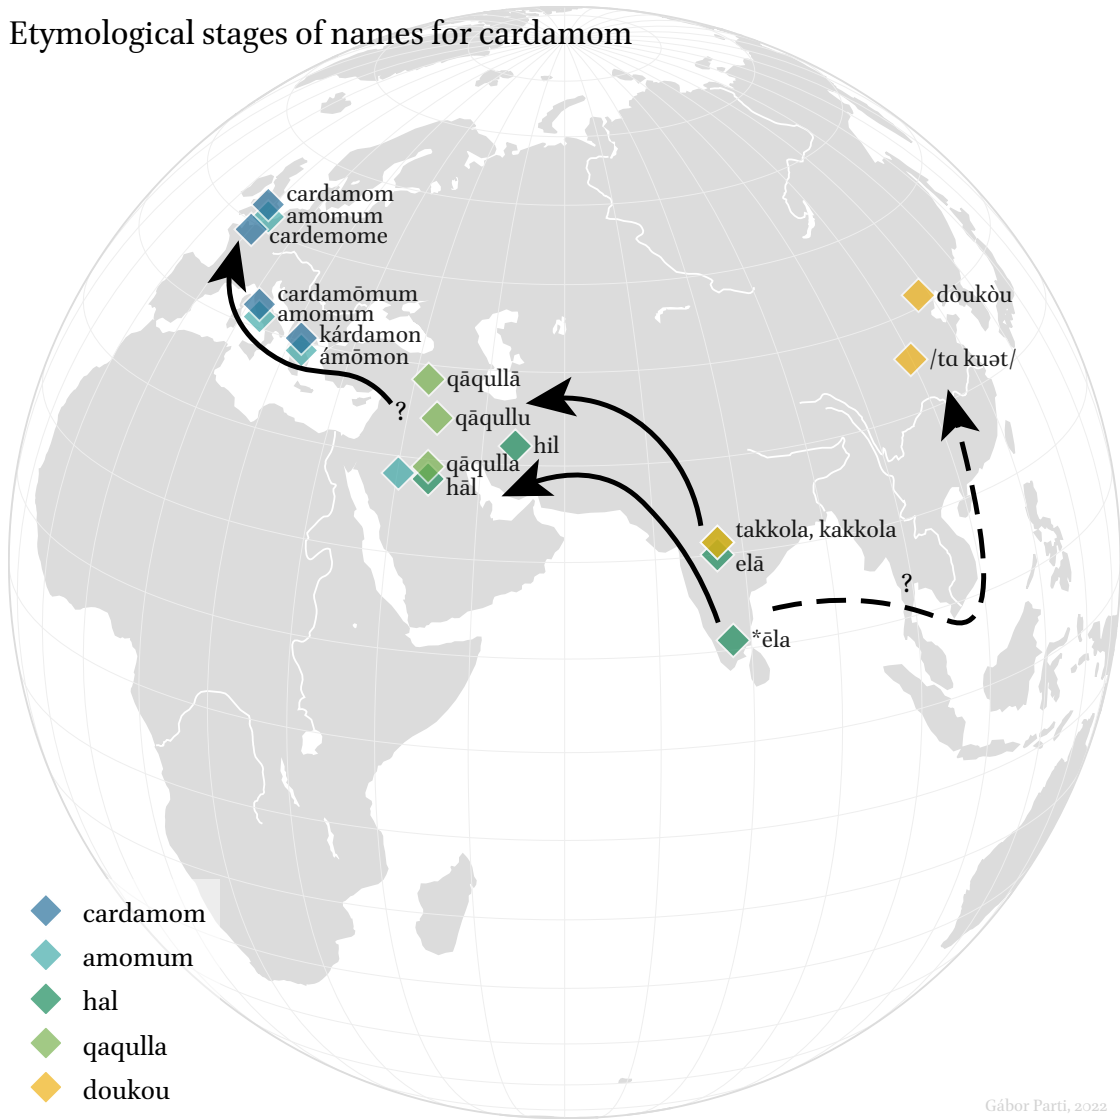 Etymological stages of names for cardamom
cardamom
amomum
cardemome
cardamōmum
amomum
kárdamon
ámōmon
?
qāqullā
qāqullu
hil
qāqulla
hāl
dòukòu
/tɑ kuət/
takkola, kakkola
elā
?
*ēla
cardamom
amomum
hal
qaqulla
doukou
Gábor Parti, 2022